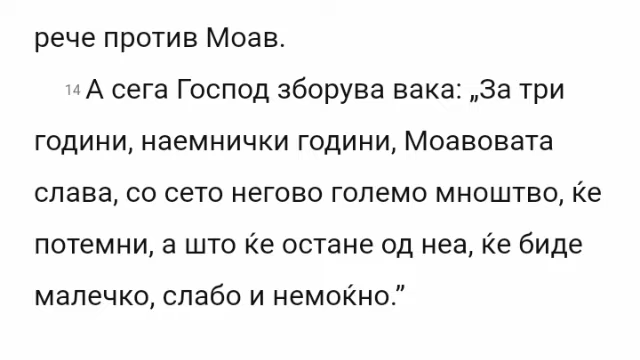 рече против Моав.
14 А сега Господ зборува вака: „За три
години, наемнички години, Моавовата
слава, со сето негово големо мноштво, ќе
потемни, а што ќе остане од неа, ќе биде
малечко, слабо и немоќно.”